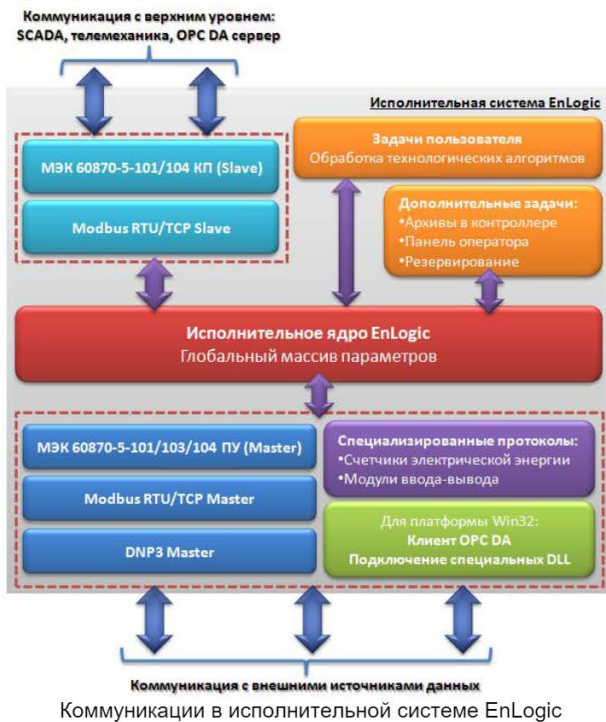 Коммуникация с верхним уровнем:
SCADA, телемеханика, OPC DA сервер
Исполнительная система EnLogic
МЭК 60870-5-101/104 КП (Slave)
Modbus RTU/TCP Slave
Задачи пользователя
Обработка технологических алгоритмов
Дополнительные задачи:
•Архивы в контроллере
•Панель оператора
•Резервирование
Исполнительное ядро EnLogic
Глобальный массив параметров
МЭК 60870-5-101/103/104 ПУ (Master)
Modbus RTU/TCP Master
DNP3 Master
Специализированные протоколы:
•Счетчики электрической энергии
•Модули ввода-вывода
Для платформы Win32:
Клиент OPC DA
Подключение специальных DLL
Коммуникация с внешними источниками данных
Коммуникации в исполнительной системе EnLogic